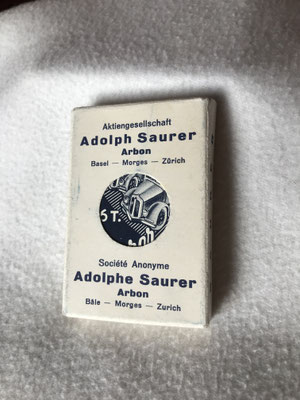 Aktiengesellschaft
Adolph Saurer
Arbon
Basel — Morges — Zürich
5 T.
Société Anonyme
Adolphe Saurer
Arbon
Bâle — Morges — Zurich